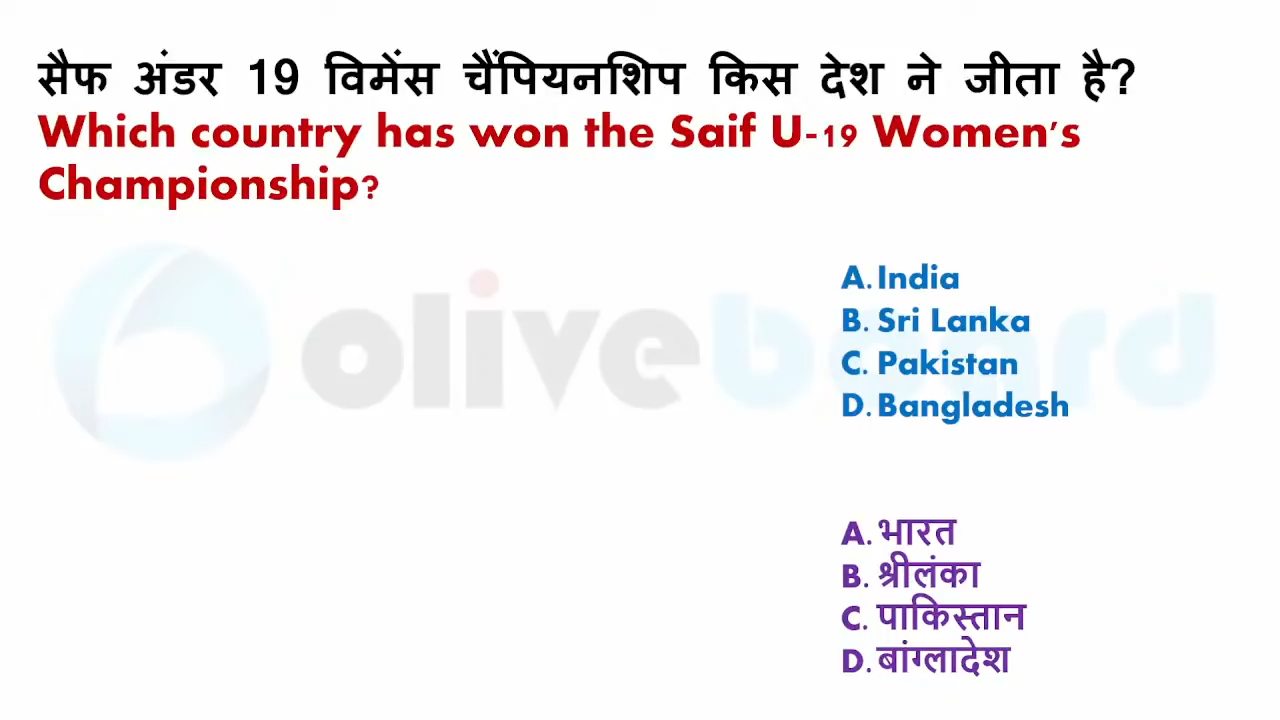 सैफ अंडर 19 विमेंस चैंपियनशिप किस देश ने जीता है?
Which country has won the Saif U-19 Women's
Championship?
oliveboard
A. India
B. Sri Lanka
C. Pakistan
D. Bangladesh
A. भारत
B. श्रीलंका
C. पाकिस्तान
D. बांग्लादेश